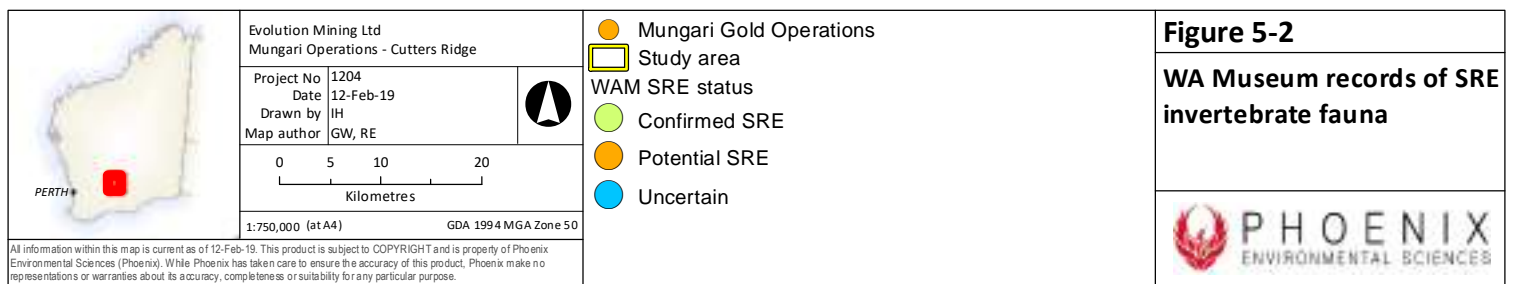 PERTH
Evolution Mining Ltd
Mungari Operations - Cutters Ridge
Project No 1204
Date 12-Feb-19
Drawn by IH
Map author GW, RE
0 5 10 20
Kilometres
1:750,000 (at A4) GDA 1994 MGA Zone 50
All information within this map is current as of 12-Feb-19. This product is subject to COPYRIGHT and is property of Phoenix
Environmental Sciences (Phoenix). While Phoenix has taken care to ensure the accuracy of this product, Phoenix make no
representations or warranties about its accuracy, completeness or suitability for any particular purpose.
Mungari Gold Operations
Study area
WAM SRE status
Confirmed SRE
Potential SRE
Uncertain
Figure 5-2
WA Museum records of SRE
invertebrate fauna
PHOENIX
ENVIRONMENTAL SCIENCES